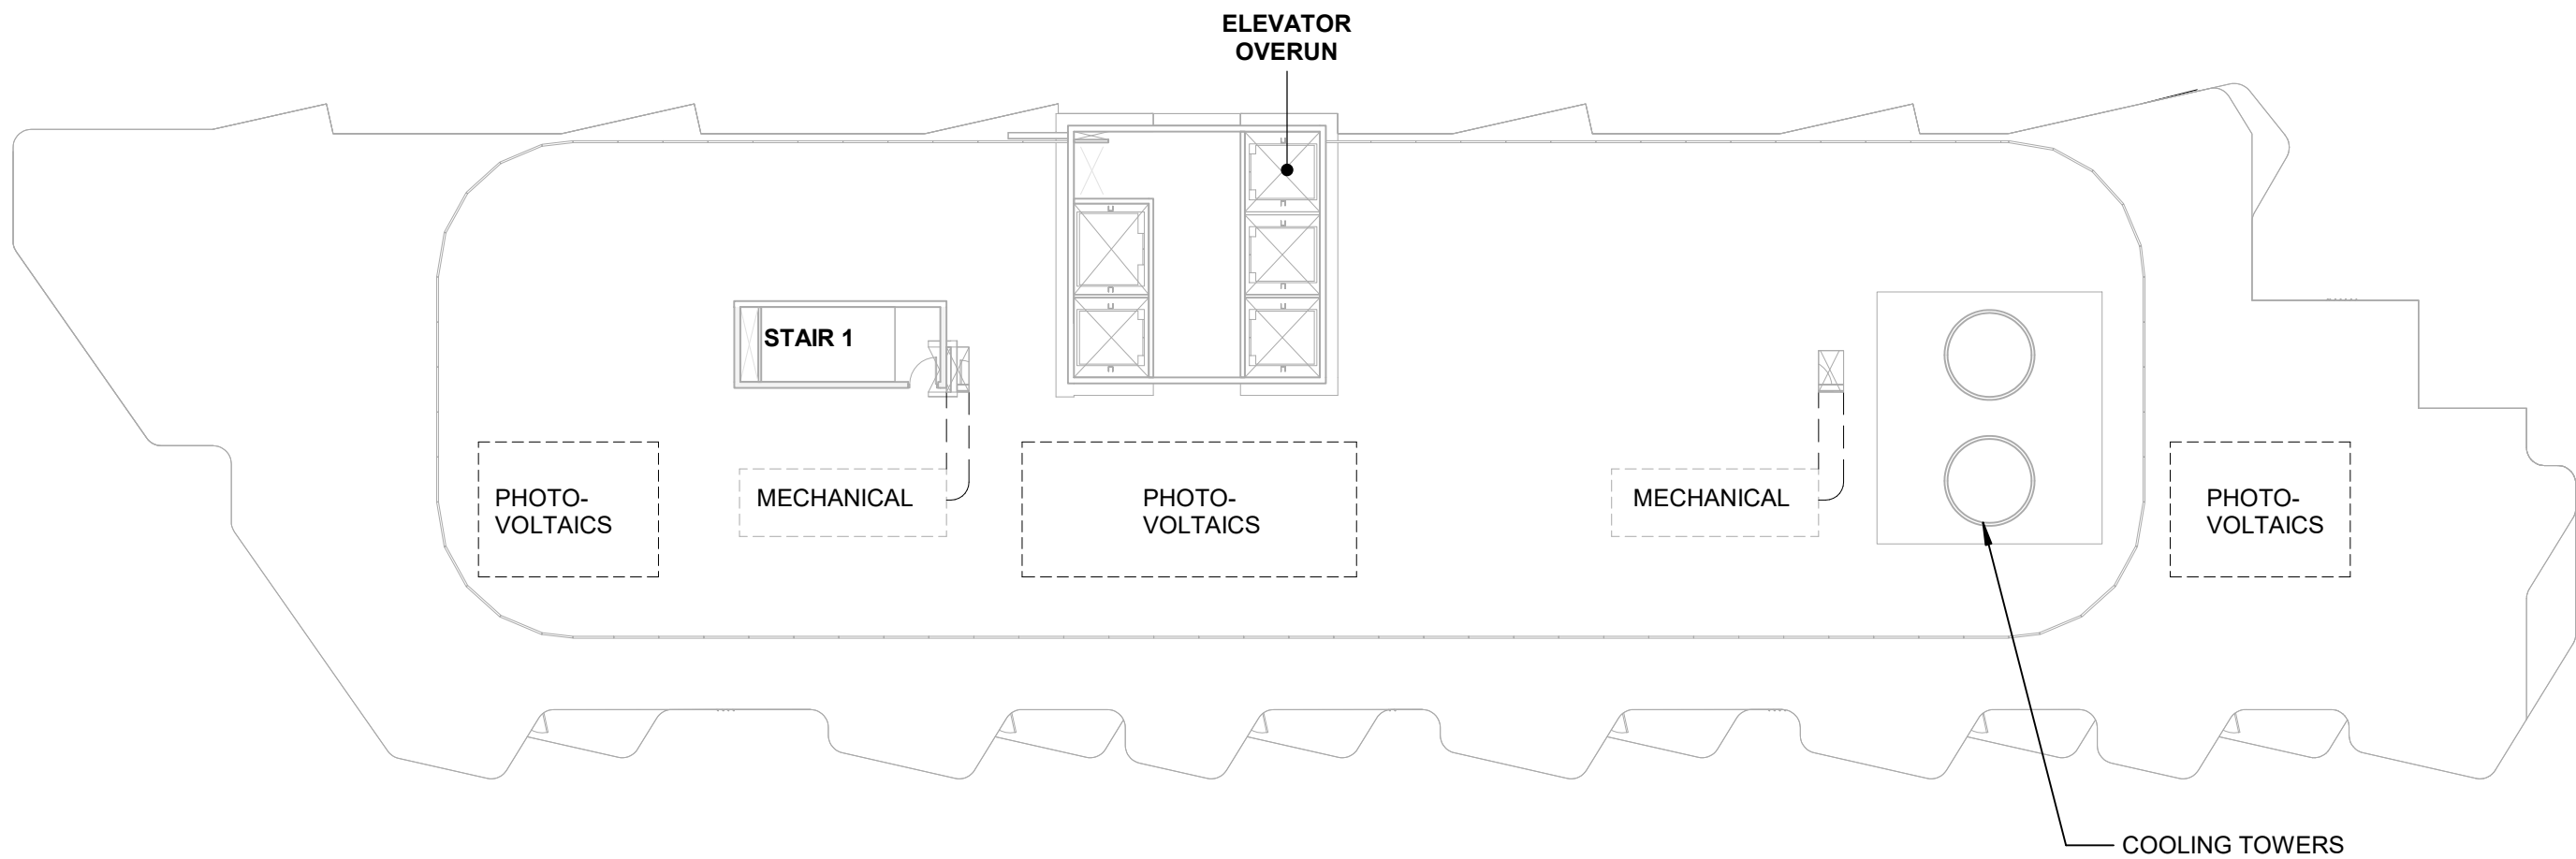 ELEVATOR
OVERUN
STAIR 1
PHOTO-
VOLTAICS
MECHANICAL
PHOTO-
VOLTAICS
MECHANICAL
PHOTO-
VOLTAICS
COOLING TOWERS